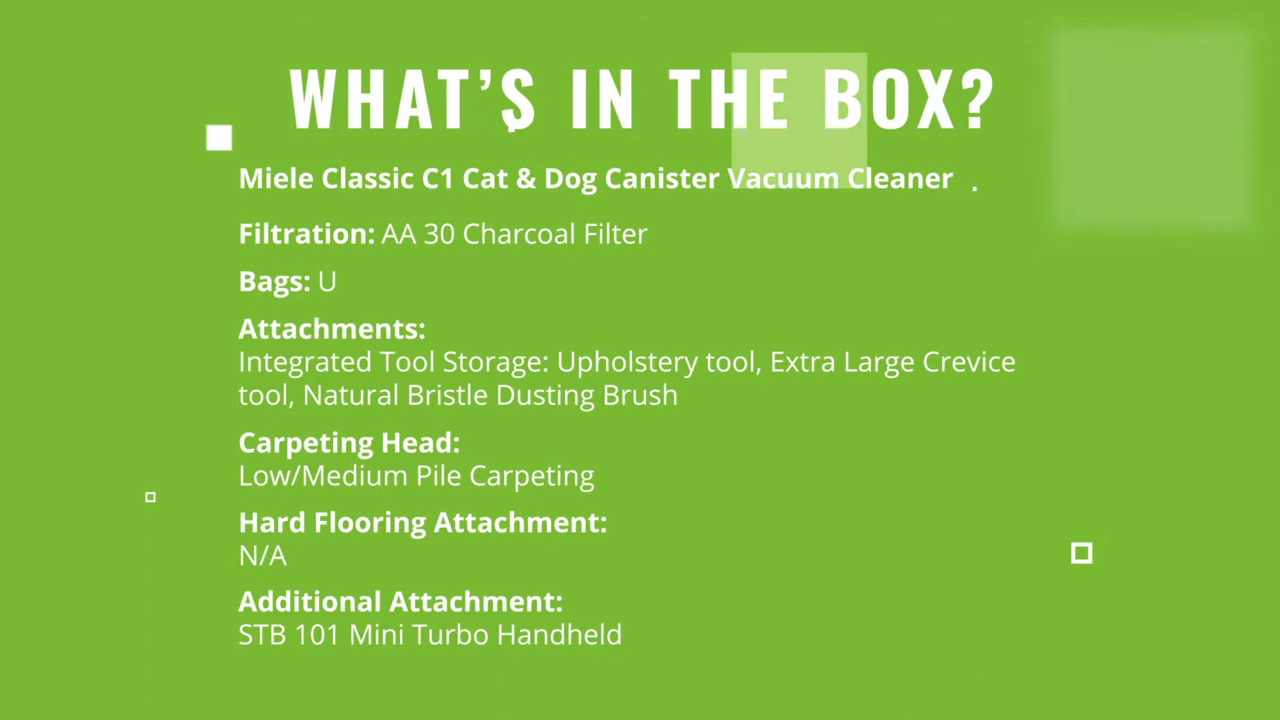 WHAT’S IN THE BOX?
Miele Classic C1 Cat & Dog Canister Vacuum Cleaner .
Filtration: AA 30 Charcoal Filter
Bags: U
Attachments:
Integrated Tool Storage: Upholstery tool, Extra Large Crevice
tool, Natural Bristle Dusting Brush
Carpeting Head:
Low/Medium Pile Carpeting
Hard Flooring Attachment:
N/A
Additional Attachment:
STB 101 Mini Turbo Handheld